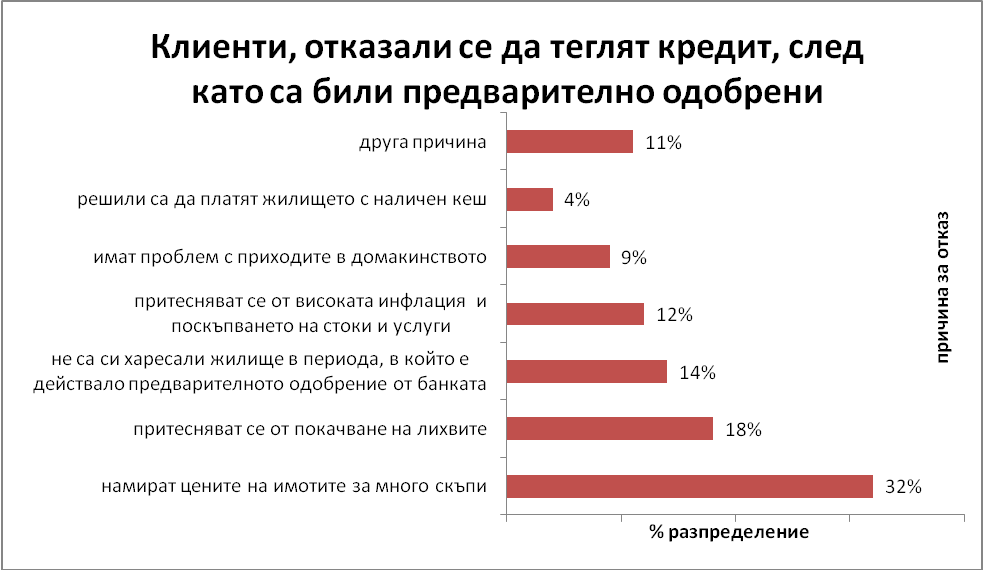 Клиенти, отказали се да теглят кредит, след
като са били предварително одобрени
друга причина
11%
решили са да платят жилището с наличен кеш
4%
имат проблем с приходите в домакинството
9%
притесняват се от високата инфлация и
поскъпването на стоки и услуги
12%
не са си харесали жилище в периода, в който е
действало предварителното одобрение от банката
14%
притесняват се от покачване на лихвите
18%
намират цените на имотите за много скъпи
32%
% разпределение
причина за отказ